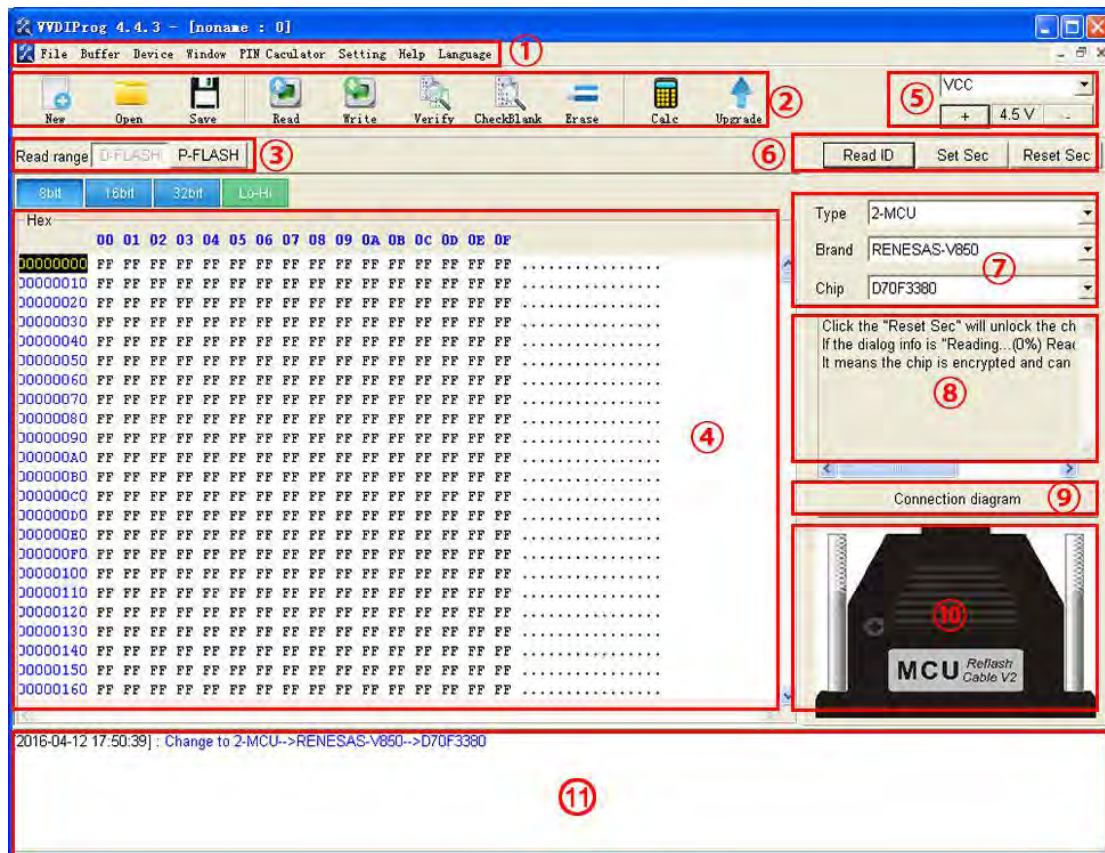 VVDIProg 4.4.3 - [noname : 0]
File Buffer Device Window PIN Caculator Setting Help Language ①
New Open Save Read Write Verify CheckBlank Erase Calc Upgrade ②
⑤ VCC
+ 4.5 V -
Read range D-FLASH P-FLASH ③
⑥ Read ID Set Sec Reset Sec
8bit 16bit 32bit Lo-Hi
Hex
00 01 02 03 04 05 06 07 08 09 0A 0B 0C 0D 0E 0F
00000000 FF FF FF FF FF FF FF FF FF FF FF FF FF FF FF FF ................
00000010 FF FF FF FF FF FF FF FF FF FF FF FF FF FF FF FF ................
00000020 FF FF FF FF FF FF FF FF FF FF FF FF FF FF FF FF ................
00000030 FF FF FF FF FF FF FF FF FF FF FF FF FF FF FF FF ................
00000040 FF FF FF FF FF FF FF FF FF FF FF FF FF FF FF FF ................
00000050 FF FF FF FF FF FF FF FF FF FF FF FF FF FF FF FF ................
00000060 FF FF FF FF FF FF FF FF FF FF FF FF FF FF FF FF ................
00000070 FF FF FF FF FF FF FF FF FF FF FF FF FF FF FF FF ................
00000080 FF FF FF FF FF FF FF FF FF FF FF FF FF FF FF FF ................
00000090 FF FF FF FF FF FF FF FF FF FF FF FF FF FF FF FF ................
000000A0 FF FF FF FF FF FF FF FF FF FF FF FF FF FF FF FF ................
000000B0 FF FF FF FF FF FF FF FF FF FF FF FF FF FF FF FF ................
000000C0 FF FF FF FF FF FF FF FF FF FF FF FF FF FF FF FF ................
000000D0 FF FF FF FF FF FF FF FF FF FF FF FF FF FF FF FF ................
000000E0 FF FF FF FF FF FF FF FF FF FF FF FF FF FF FF FF ................
000000F0 FF FF FF FF FF FF FF FF FF FF FF FF FF FF FF FF ................
00000100 FF FF FF FF FF FF FF FF FF FF FF FF FF FF FF FF ................
00000110 FF FF FF FF FF FF FF FF FF FF FF FF FF FF FF FF ................
00000120 FF FF FF FF FF FF FF FF FF FF FF FF FF FF FF FF ................
00000130 FF FF FF FF FF FF FF FF FF FF FF FF FF FF FF FF ................
00000140 FF FF FF FF FF FF FF FF FF FF FF FF FF FF FF FF ................
00000150 FF FF FF FF FF FF FF FF FF FF FF FF FF FF FF FF ................
00000160 FF FF FF FF FF FF FF FF FF FF FF FF FF FF FF FF ................
④
Type 2-MCU
Brand RENESAS-V850
⑦
Chip D70F3380
Click the "Reset Sec" will unlock the ch
If the dialog info is "Reading...(0%) Read
It means the chip is encrypted and can
⑧
Connection diagram ⑨
⑩
MCU Reflash
Cable V2
[2016-04-12 17:50:39] : Change to 2-MCU-->RENESAS-V850-->D70F3380
⑪